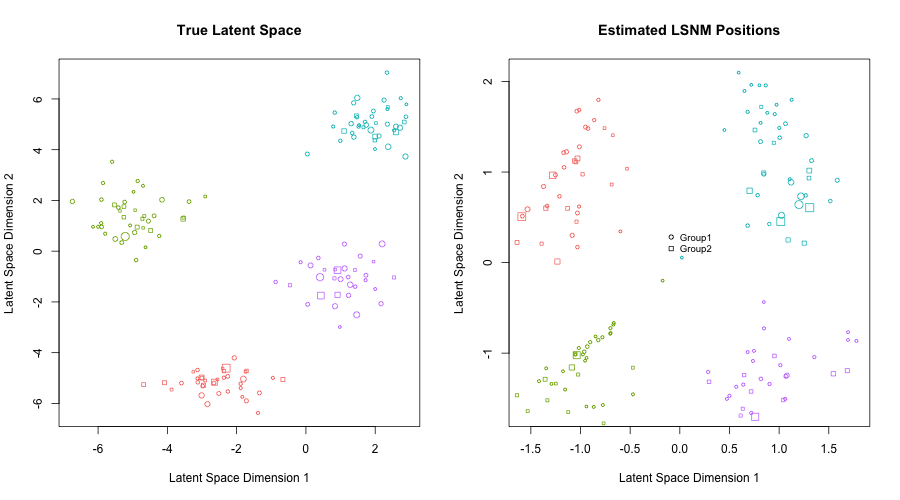 True Latent Space
Latent Space Dimension 2
6
4
2
0
-2
-4
-6
-6
-4
-2
0
2
Latent Space Dimension 1
Estimated LSNM Positions
Latent Space Dimension 2
2
1
0
-1
Group1
Group2
-1.5
-1.0
-0.5
0.0
0.5
1.0
1.5
Latent Space Dimension 1